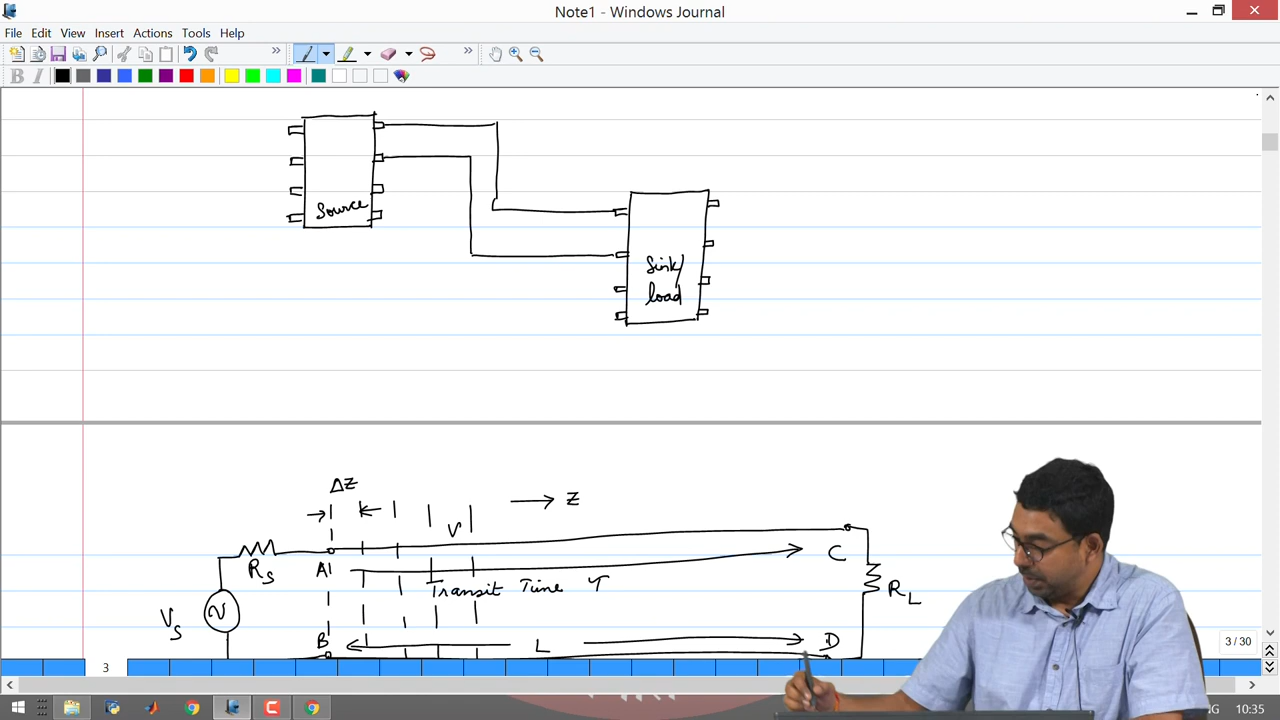 Note1 - Windows Journal
File Edit View Insert Actions Tools Help
B I
Source
Sink/
load
ΔZ
→ Z
V
Rs
A
C
Transit Time T
RL
Vs
B
L
D
3 / 30
3
NG 10:35